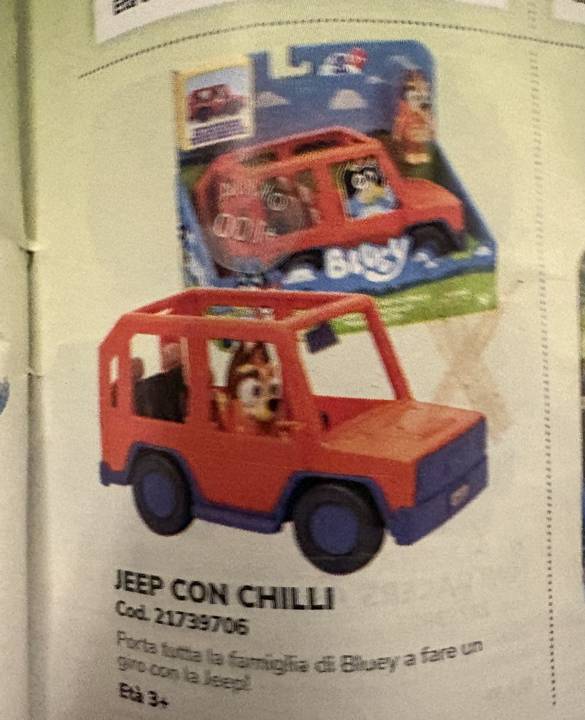 Bluey
JEEP CON CHILLI
Cod. 21739706
Porta tutta la famiglia di Bluey a fare un
giro con la Jeep!
Età 3+